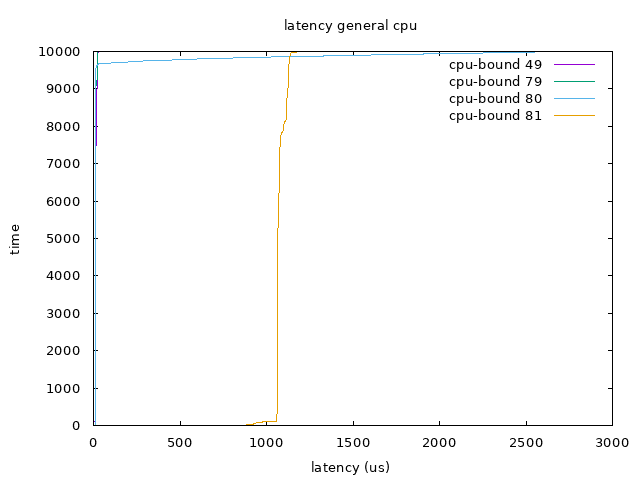 latency general cpu
10000
9000
8000
7000
6000
5000
4000
3000
2000
1000
0
time
cpu-bound 49
cpu-bound 79
cpu-bound 80
cpu-bound 81
0 500 1000 1500 2000 2500 3000
latency (us)